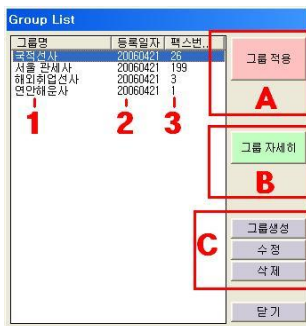 Group List
그룹명 등록일자 팩스번..
국적선사 20060421 26
서울 관세사 20060421 199
해외취업선사 20060421 3
연안해운사 20060421 1
1 2 3
그룹 적용
A
그룹 자세히
B
C
그룹생성
수 정
삭 제
닫 기